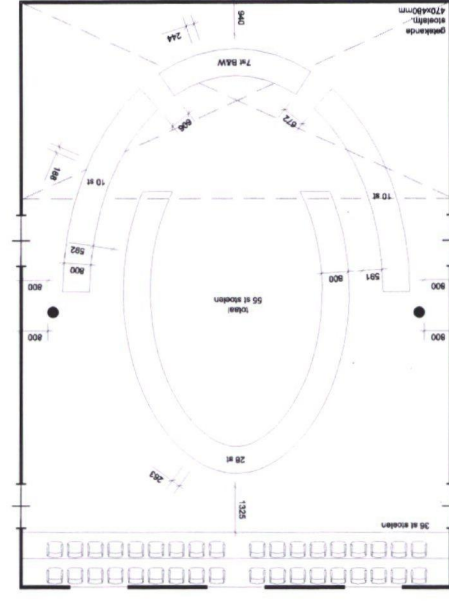 36 st stoelen
1325
263
28 st
800
800
totaal
55 st stoelen
800
800
591
800
800
592
10 st
10 st
188
672
606
7st B&W
244
getekende
stoelafm.
470x480mm
940